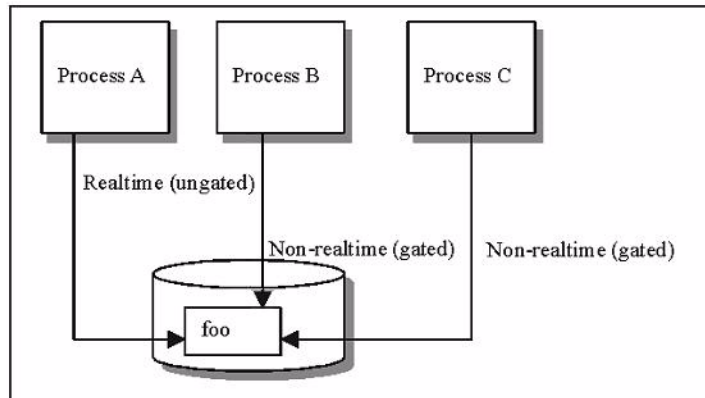 Process A
Process B
Process C
Realtime (ungated)
Non-realtime (gated)
Non-realtime (gated)
foo